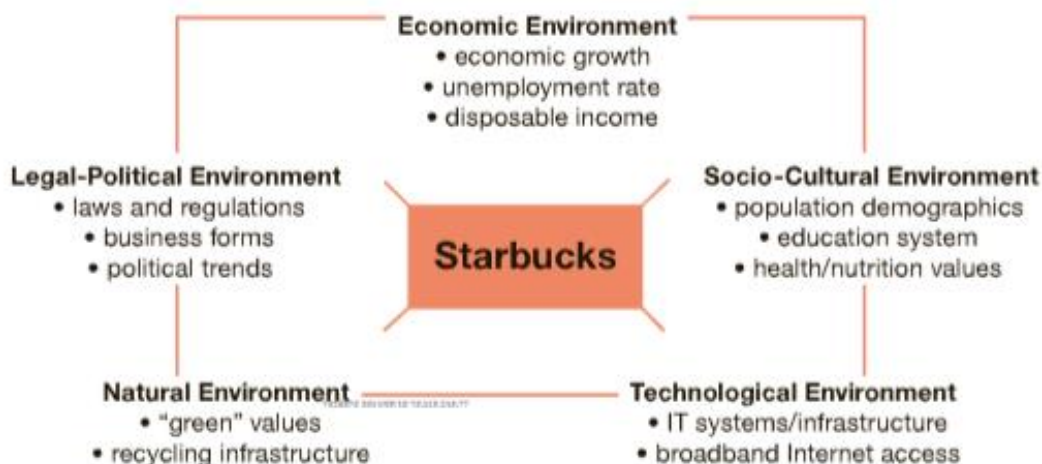 Economic Environment
• economic growth
• unemployment rate
• disposable income
Legal-Political Environment
• laws and regulations
• business forms
• political trends
Socio-Cultural Environment
• population demographics
• education system
• health/nutrition values
Starbucks
Natural Environment
• “green” values
• recycling infrastructure
Technological Environment
• IT systems/infrastructure
• broadband Internet access